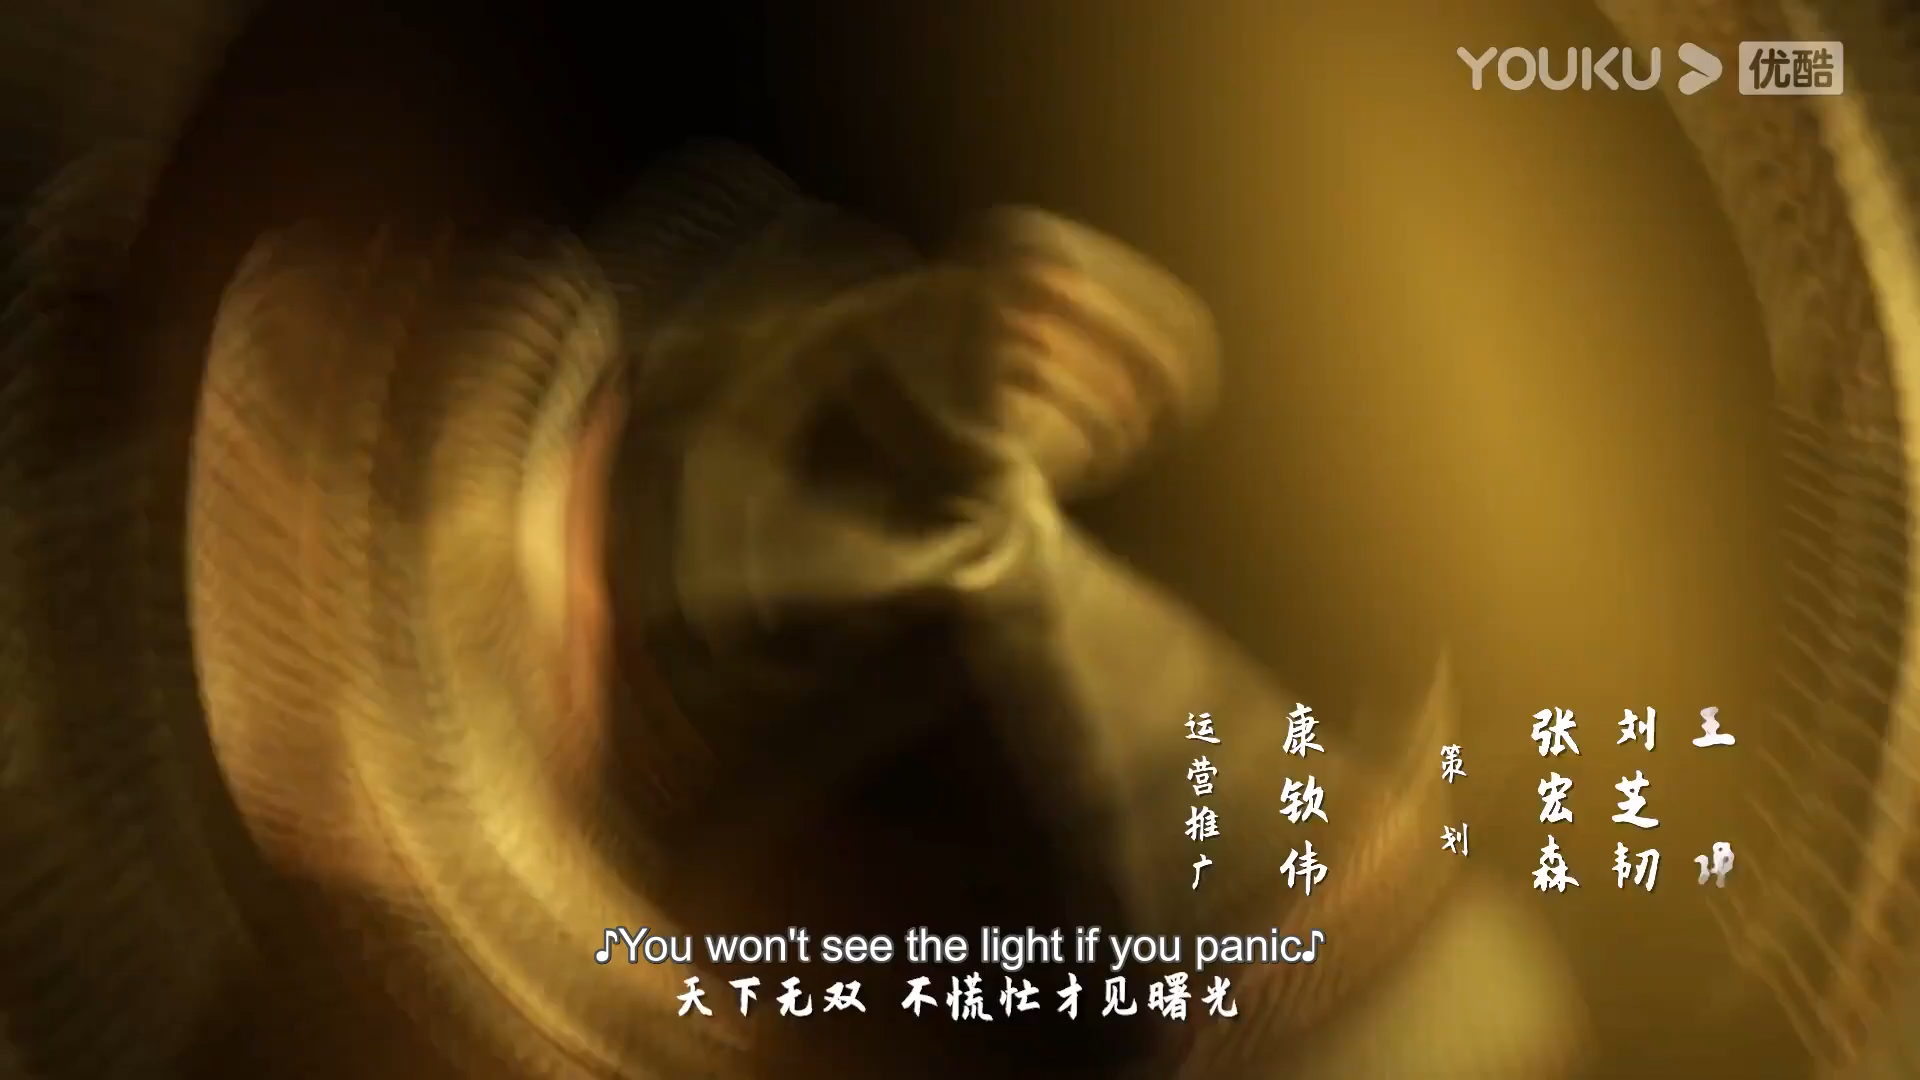 YOUKU 优酷
王
刘芝韧
张宏森
策划
康钦伟
运营推广
♪You won't see the light if you panic♪
天下无双 不慌忙才见曙光